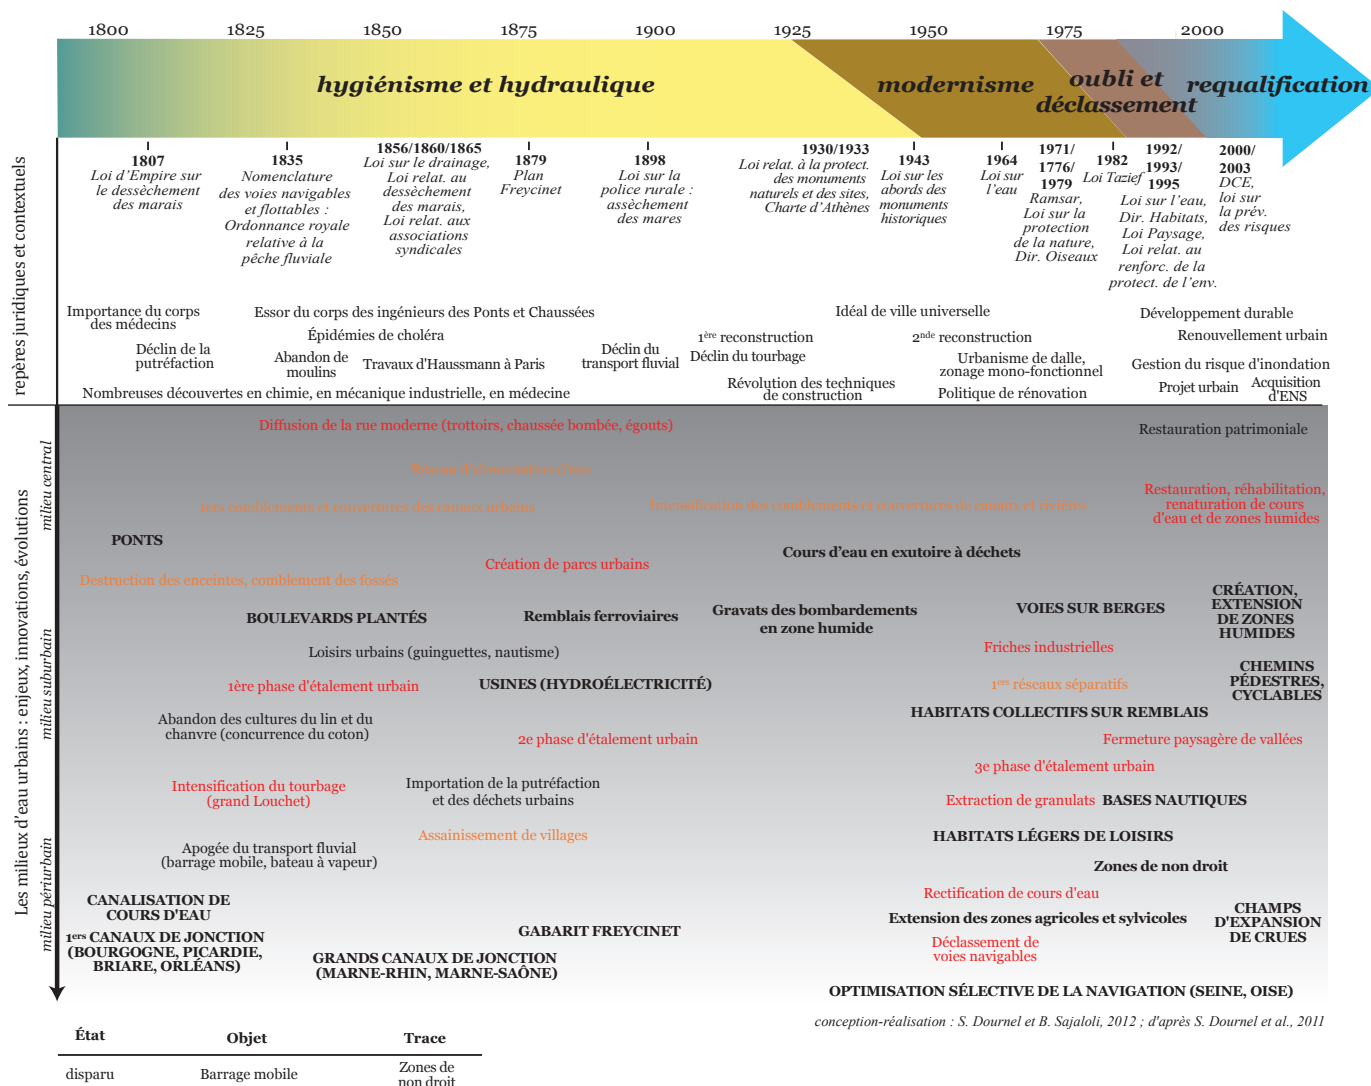 1800 1825 1850 1875 1900 1925 1950 1975 2000
hygiénisme et hydraulique
modernisme
oubli et
déclassement
requalification
repères juridiques et contextuels
1807
Loi d'Empire sur
le dessèchement
des marais
1835
Nomenclature
des voies navigables
et flottables :
Ordonnance royale
relative à la
pêche fluviale
1856/1860/1865
Loi sur le drainage,
Loi relat. au
dessèchement
des marais,
Loi relat. aux
associations
syndicales
1879
Plan
Freycinet
1898
Loi sur la
police rurale :
assèchement
des mares
1930/1933
Loi relat. à la protect.
des monuments
naturels et des sites,
Charte d'Athènes
1943
Loi sur les
abords des
monuments
historiques
1964
Loi sur
l'eau
1971/
1776/
1979
Ramsar,
Loi sur la
protection
de la nature,
Dir. Oiseaux
1982
Loi Tazief
1992/
1993/
1995
Loi sur l'eau,
Dir. Habitats,
Loi Paysage,
Loi relat. au
renforc. de la
protect. de l'env.
2000/
2003
DCE,
loi sur
la prév.
des risques
Importance du corps
des médecins
Essor du corps des ingénieurs des Ponts et Chaussées
Idéal de ville universelle
Développement durable
Épidémies de choléra
1ère reconstruction
2nde reconstruction
Renouvellement urbain
Déclin de la
putréfaction
Abandon de
moulins
Travaux d'Haussmann à Paris
Déclin du
transport fluvial
Déclin du tourbage
Urbanisme de dalle,
zonage mono-fonctionnel
Gestion du risque d'inondation
Nombreuses découvertes en chimie, en mécanique industrielle, en médecine
Révolution des techniques
de construction
Politique de rénovation
Projet urbain
Acquisition
d'ENS
Les milieux d'eau urbains : enjeux, innovations, évolutions
milieu central
Diffusion de la rue moderne (trottoirs, chaussée bombée, égouts)
Restauration patrimoniale
Réseau d'alimentation d'eau
1ers comblements et couvertures des canaux urbains
Intensification des comblements et couvertures de canaux et rivières
Restauration, réhabilitation,
renaturation de cours
d'eau et de zones humides
PONTS
Création de parcs urbains
Cours d'eau en exutoire à déchets
Destruction des enceintes, comblement des fossés
milieu suburbain
BOULEVARDS PLANTÉS
Remblais ferroviaires
Gravats des bombardements
en zone humide
VOIES SUR BERGES
CRÉATION,
EXTENSION
DE ZONES
HUMIDES
Loisirs urbains (guinguettes, nautisme)
Friches industrielles
1ère phase d'étalement urbain
USINES (HYDROÉLECTRICITÉ)
1ers réseaux séparatifs
CHEMINS
PÉDESTRES,
CYCLABLES
Abandon des cultures du lin et du
chanvre (concurrence du coton)
HABITATS COLLECTIFS SUR REMBLAIS
2e phase d'étalement urbain
Fermeture paysagère de vallées
3e phase d'étalement urbain
Intensification du tourbage
(grand Louchet)
Importation de la putréfaction
et des déchets urbains
Extraction de granulats
BASES NAUTIQUES
milieu périurbain
Assainissement de villages
HABITATS LÉGERS DE LOISIRS
Apogée du transport fluvial
(barrage mobile, bateau à vapeur)
Zones de non droit
Rectification de cours d'eau
CANALISATION DE
COURS D'EAU
Extension des zones agricoles et sylvicoles
CHAMPS
D'EXPANSION
DE CRUES
1ers CANAUX DE JONCTION
(BOURGOGNE, PICARDIE,
BRIARE, ORLÉANS)
GABARIT FREYCINET
Déclassement de
voies navigables
GRANDS CANAUX DE JONCTION
(MARNE-RHIN, MARNE-SAÔNE)
OPTIMISATION SÉLECTIVE DE LA NAVIGATION (SEINE, OISE)
conception-réalisation : S. Dournel et B. Sajaloli, 2012 ; d'après S. Dournel et al., 2011
État Objet Trace
disparu Barrage mobile Zones de
non droit